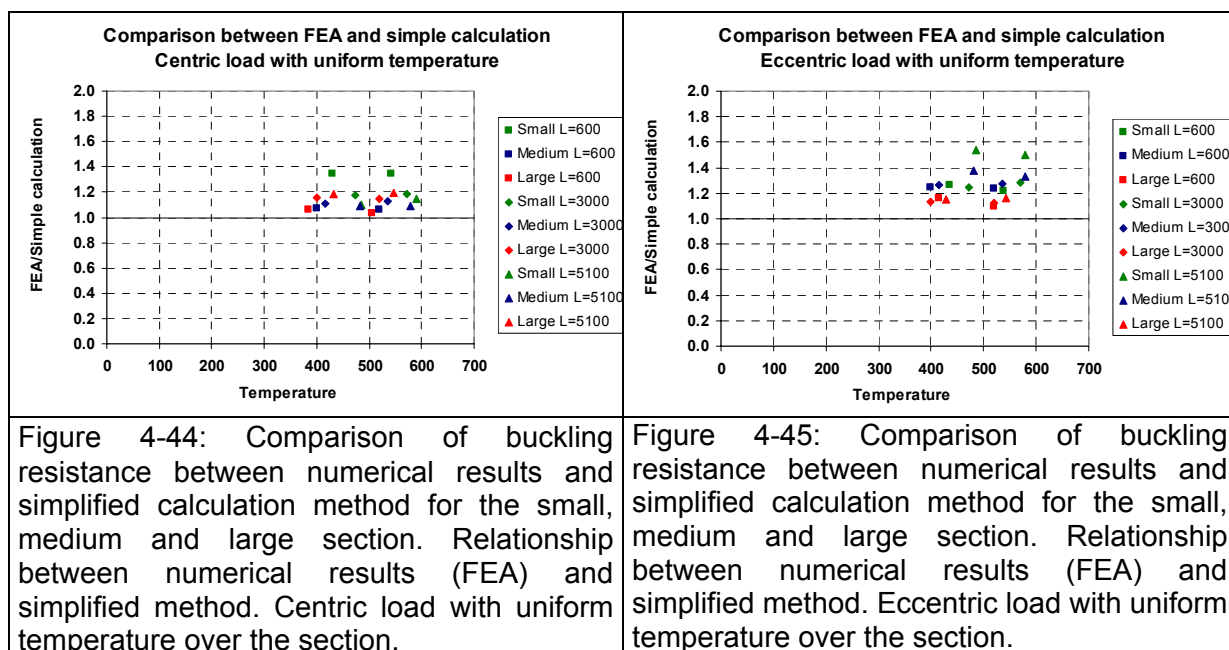 Comparison between FEA and simple calculation
Centric load with uniform temperature
FEA/Simple calculation
2.0
1.8
1.6
1.4
1.2
1.0
0.8
0.6
0.4
0.2
0.0
0 100 200 300 400 500 600 700
Temperature
Small L=600
Medium L=600
Large L=600
Small L=3000
Medium L=3000
Large L=3000
Small L=5100
Medium L=5100
Large L=5100
Figure 4-44: Comparison of buckling
resistance between numerical results and
simplified calculation method for the small,
medium and large section. Relationship
between numerical results (FEA) and
simplified method. Centric load with uniform
temperature over the section.
Comparison between FEA and simple calculation
Eccentric load with uniform temperature
FEA/Simple calculation
2.0
1.8
1.6
1.4
1.2
1.0
0.8
0.6
0.4
0.2
0.0
0 100 200 300 400 500 600 700
Temperature
Small L=600
Medium L=600
Large L=600
Small L=3000
Medium L=300
Large L=3000
Small L=5100
Medium L=510
Large L=5100
Figure 4-45: Comparison of buckling
resistance between numerical results and
simplified calculation method for the small,
medium and large section. Relationship
between numerical results (FEA) and
simplified method. Eccentric load with uniform
temperature over the section.